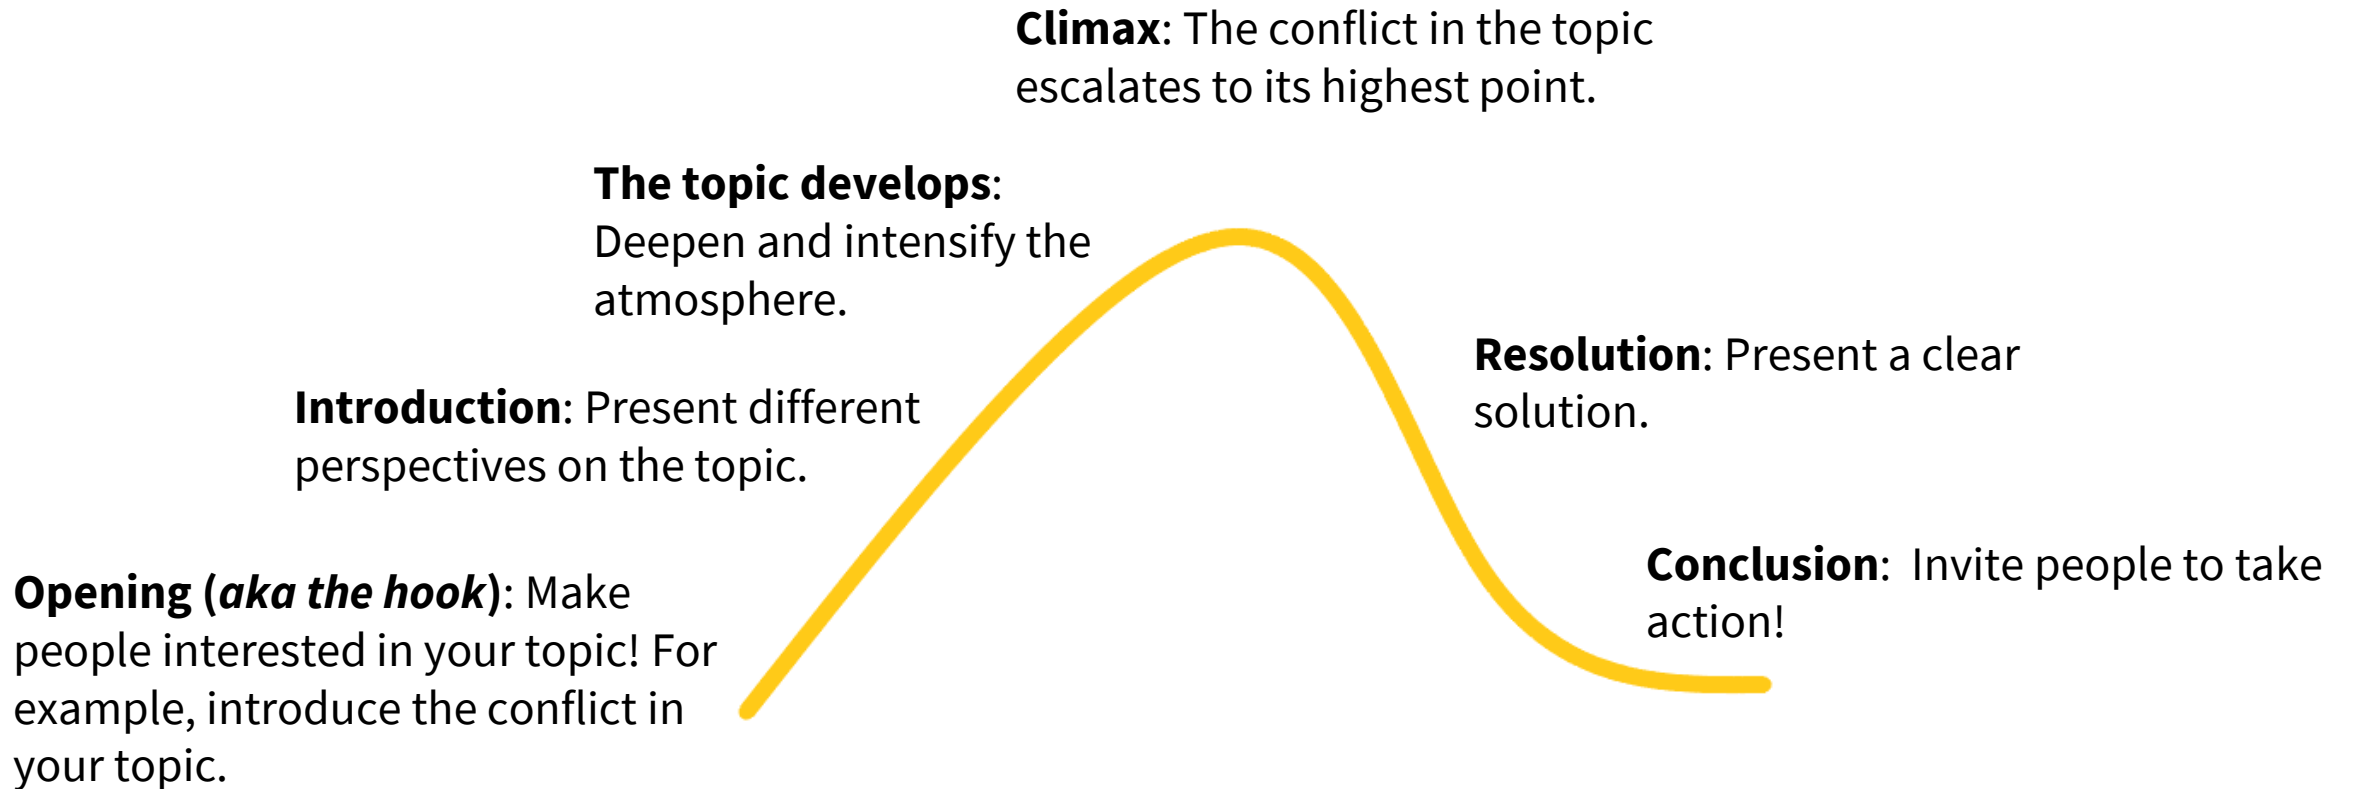 Climax: The conflict in the topic
escalates to its highest point.
The topic develops:
Deepen and intensify the
atmosphere.
Resolution: Present a clear
solution.
Introduction: Present different
perspectives on the topic.
Conclusion:  Invite people to take
action!
Opening (aka the hook): Make
people interested in your topic! For
example, introduce the conflict in
your topic.